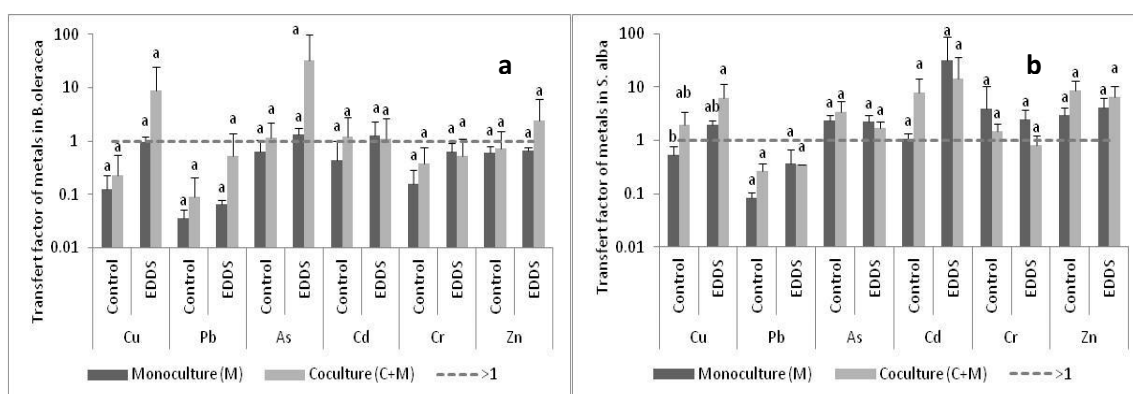 Transfert factor of metals in B.oleracea
100
10
1
0.1
0.01
a
a a a a
a a a a
a a a a
a a a a
a a a a
a a a a
Control EDDS Control EDDS Control EDDS Control EDDS Control EDDS Control EDDS
Cu Pb As Cd Cr Zn
Monoculture (M) Coculture (C+M) >1
Transfert factor of metals in S. alba
100
10
1
0.1
0.01
b
b ab ab a
a a a a
a a a a
a a a a
a a a a
a a a a
Control EDDS Control EDDS Control EDDS Control EDDS Control EDDS Control EDDS
Cu Pb As Cd Cr Zn
Monoculture (M) Coculture (C+M) >1